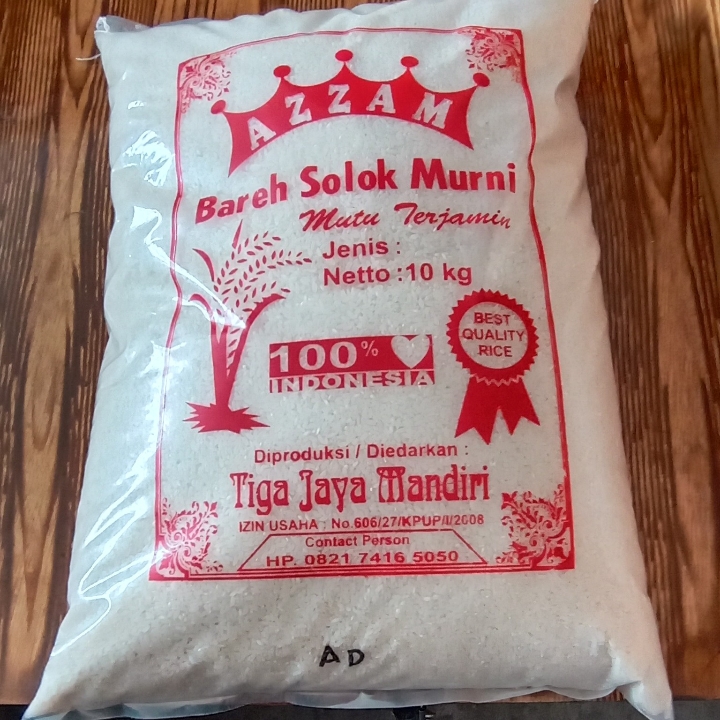 AZZAM
Bareh Solok Murni
Mutu Terjamin
Jenis :
Netto : 10 kg
100%
INDONESIA
BEST
QUALITY
RICE
Diproduksi / Diedarkan :
Tiga Jaya Mandiri
IZIN USAHA : No.606/27/KPUP/I/2008
Contact Person
HP. 0821 7416 5050
AD